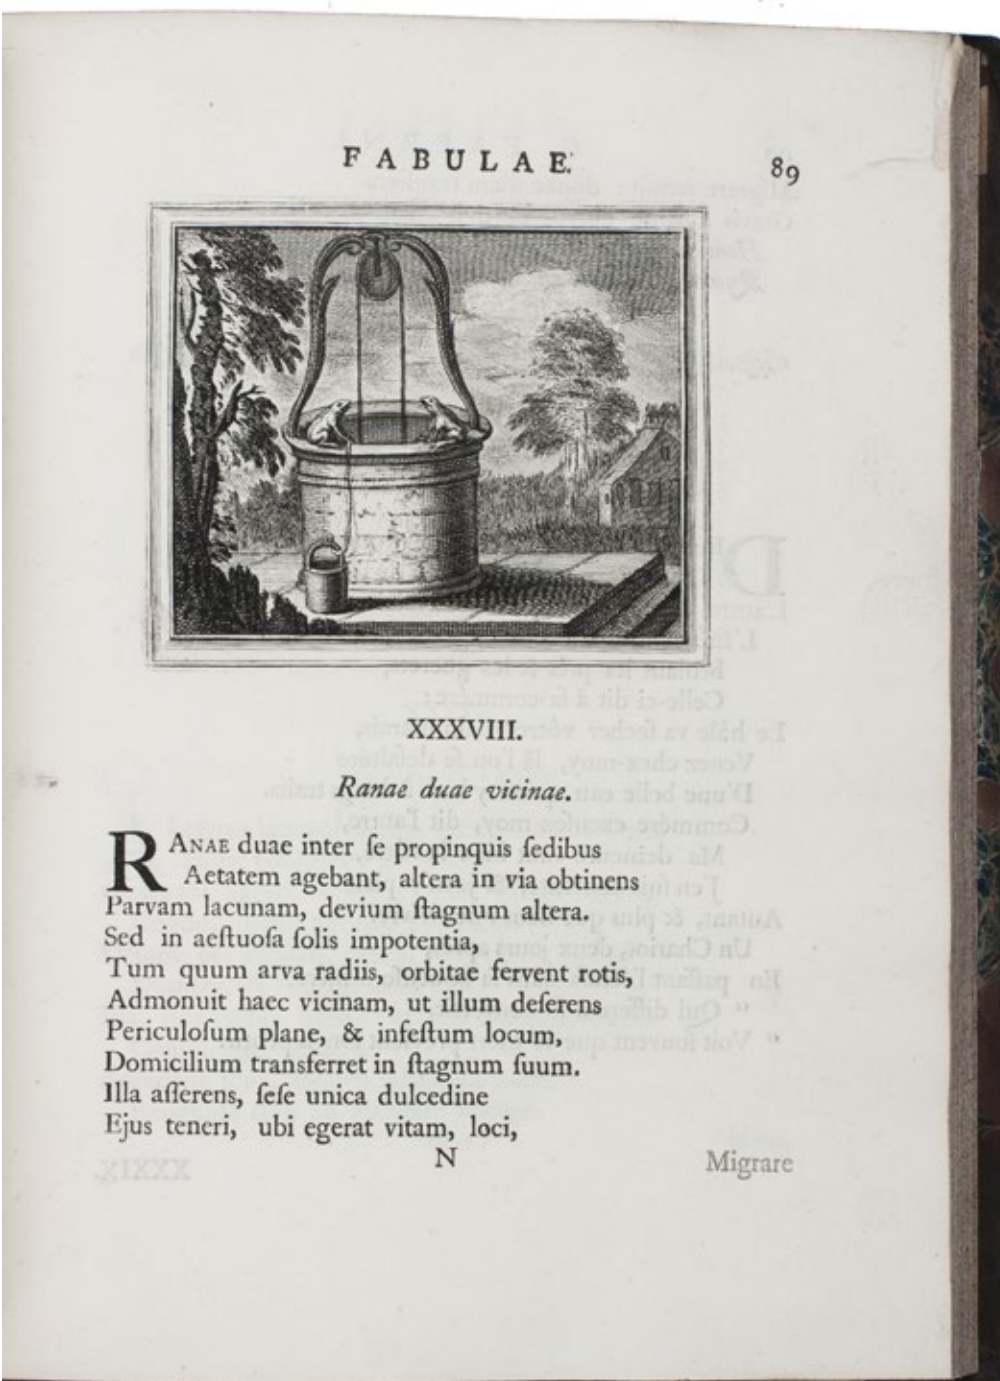 FABULAE.
89
XXXVIII.
Ranae duae vicinae.
RANAE duae inter ſe propinquis ſedibus
Aetatem agebant, altera in via obtinens
Parvam lacunam, devium ſtagnum altera.
Sed in aeſtuoſa ſolis impotentia,
Tum quum arva radiis, orbitae fervent rotis,
Admonuit haec vicinam, ut illum deſerens
Periculoſum plane, & infeſtum locum,
Domicilium transferret in ſtagnum ſuum.
Illa aſſerens, ſeſe unica dulcedine
Ejus teneri, ubi egerat vitam, loci,
N
Migrare